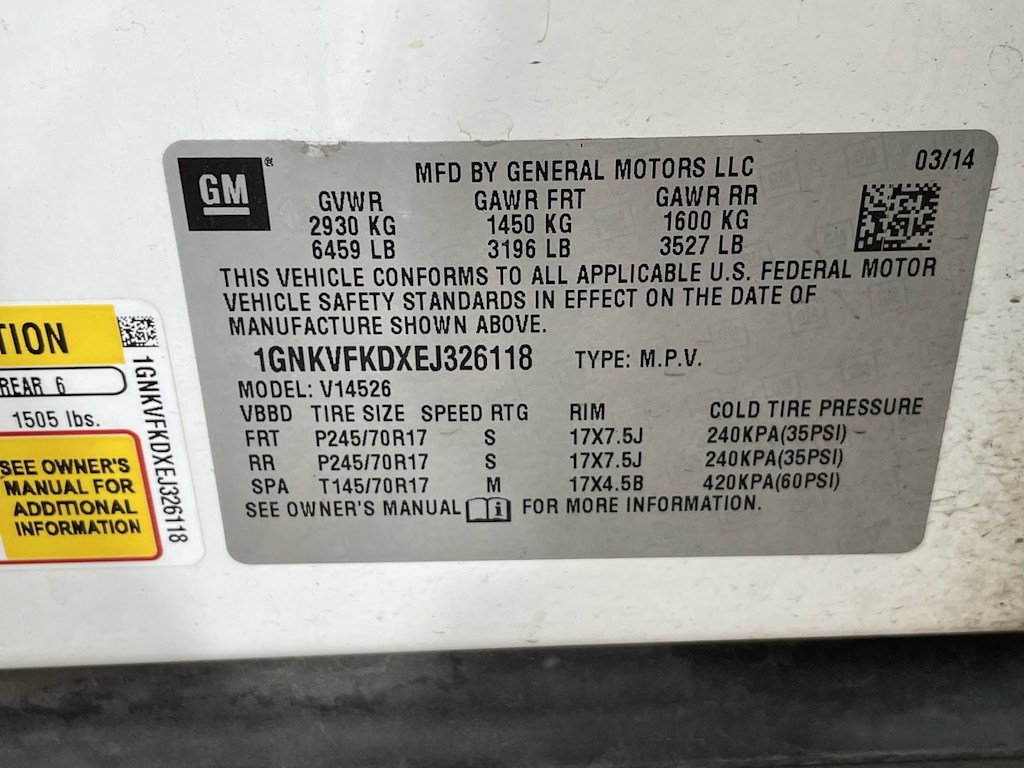 GM ®
MFD BY GENERAL MOTORS LLC 03/14
GVWR GAWR FRT GAWR RR
2930 KG 1450 KG 1600 KG
6459 LB 3196 LB 3527 LB
THIS VEHICLE CONFORMS TO ALL APPLICABLE U.S. FEDERAL MOTOR
VEHICLE SAFETY STANDARDS IN EFFECT ON THE DATE OF
MANUFACTURE SHOWN ABOVE.
1GNKVFKDXEJ326118 TYPE: M.P.V.
MODEL: V14526
VBBD TIRE SIZE SPEED RTG RIM COLD TIRE PRESSURE
FRT P245/70R17 S 17X7.5J 240KPA(35PSI)
RR P245/70R17 S 17X7.5J 240KPA(35PSI)
SPA T145/70R17 M 17X4.5B 420KPA(60PSI)
SEE OWNER'S MANUAL i FOR MORE INFORMATION.
TION
REAR 6
1505 lbs.
SEE OWNER'S
MANUAL FOR
ADDITIONAL
INFORMATION
1GNKVFKDXEJ326118